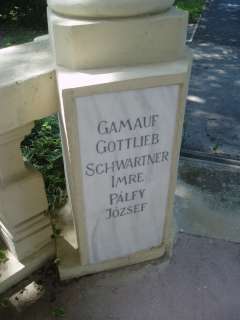 GAMAUF
GOTTLIEB
SCHWARTNER
IMRE
PÁLFY
JÓZSEF